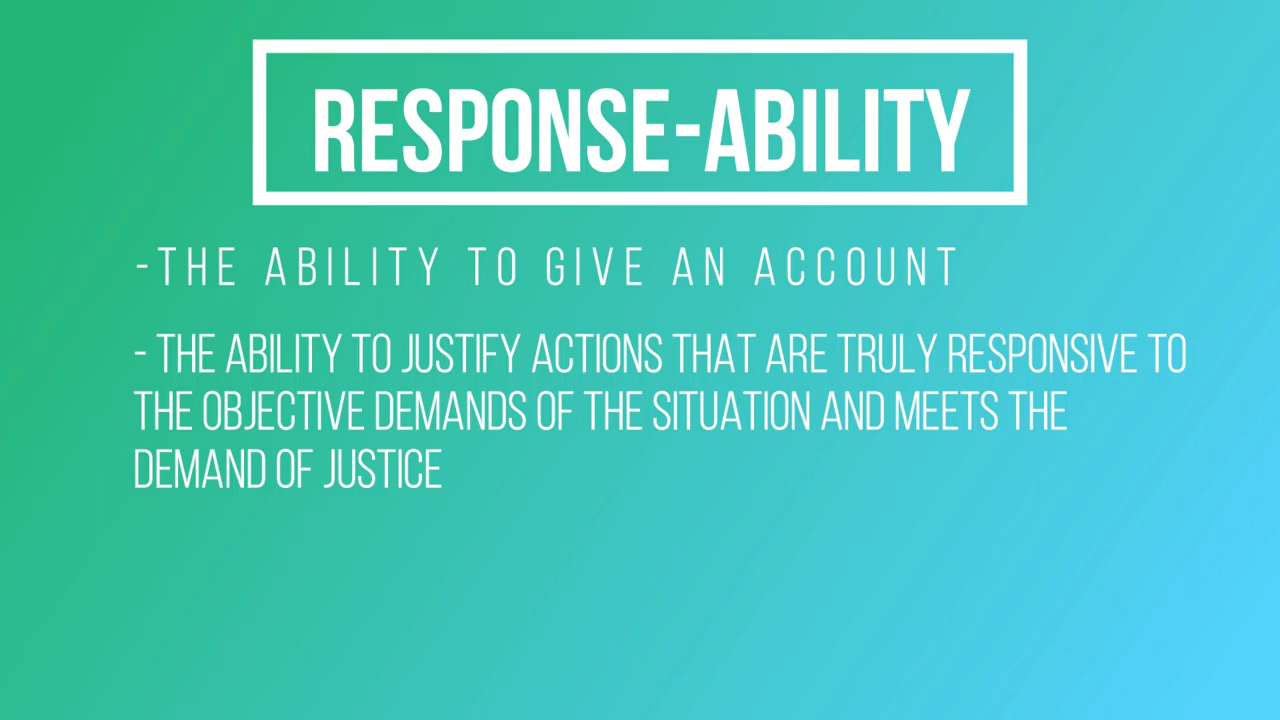 RESPONSE-ABILITY
-THE ABILITY TO GIVE AN ACCOUNT
- THE ABILITY TO JUSTIFY ACTIONS THAT ARE TRULY RESPONSIVE TO
THE OBJECTIVE DEMANDS OF THE SITUATION AND MEETS THE
DEMAND OF JUSTICE